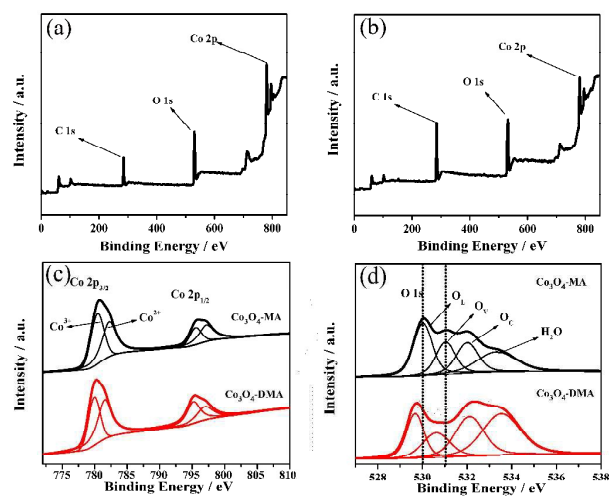 (a)
Co 2p
O 1s
C 1s
Intensity / a.u.
0 200 400 600 800
Binding Energy / eV
(b)
Co 2p
O 1s
C 1s
Intensity / a.u.
0 200 400 600 800
Binding Energy / eV
(c)
Co 2p3/2
Co 2p1/2
Co3+
Co2+
Co3O4-MA
Co3O4-DMA
Intensity / a.u.
775 780 785 790 795 800 805 810
Binding Energy / eV
(d)
Co3O4-MA
O 1s
OL
OV
OC
H2O
Co3O4-DMA
Intensity / a.u.
528 530 532 534 536 538
Binding Energy / eV